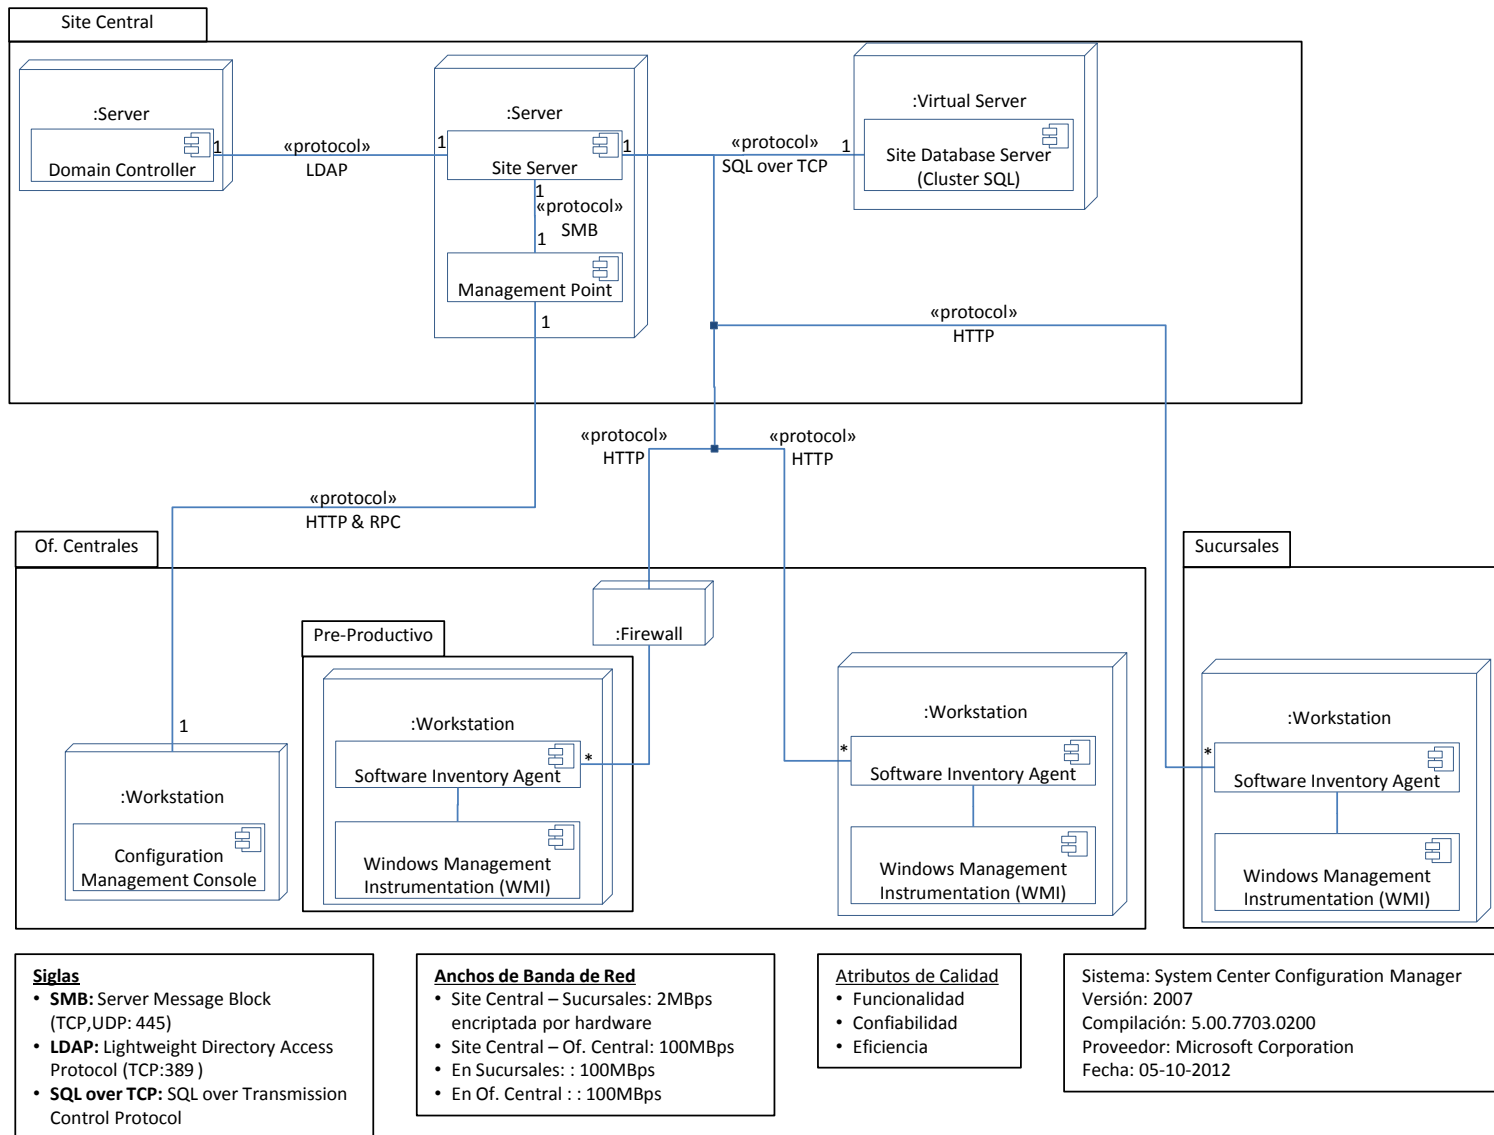 Site Central
:Server
Domain Controller
1
«protocol»
LDAP
1
:Server
Site Server
1
1
«protocol»
SMB
1
Management Point
1
«protocol»
SQL over TCP
1
:Virtual Server
Site Database Server
(Cluster SQL)
«protocol»
HTTP
«protocol»
HTTP
«protocol»
HTTP
«protocol»
HTTP & RPC
Of. Centrales
1
:Workstation
Configuration
Management Console
Pre-Productivo
:Workstation
Software Inventory Agent
*
Windows Management
Instrumentation (WMI)
:Firewall
:Workstation
*
Software Inventory Agent
Windows Management
Instrumentation (WMI)
Sucursales
:Workstation
*
Software Inventory Agent
Windows Management
Instrumentation (WMI)
Siglas
• SMB: Server Message Block
(TCP,UDP: 445)
• LDAP: Lightweight Directory Access
Protocol (TCP:389 )
• SQL over TCP: SQL over Transmission
Control Protocol
Anchos de Banda de Red
• Site Central – Sucursales: 2MBps
encriptada por hardware
• Site Central – Of. Central: 100MBps
• En Sucursales: : 100MBps
• En Of. Central : : 100MBps
Atributos de Calidad
• Funcionalidad
• Confiabilidad
• Eficiencia
Sistema: System Center Configuration Manager
Versión: 2007
Compilación: 5.00.7703.0200
Proveedor: Microsoft Corporation
Fecha: 05-10-2012